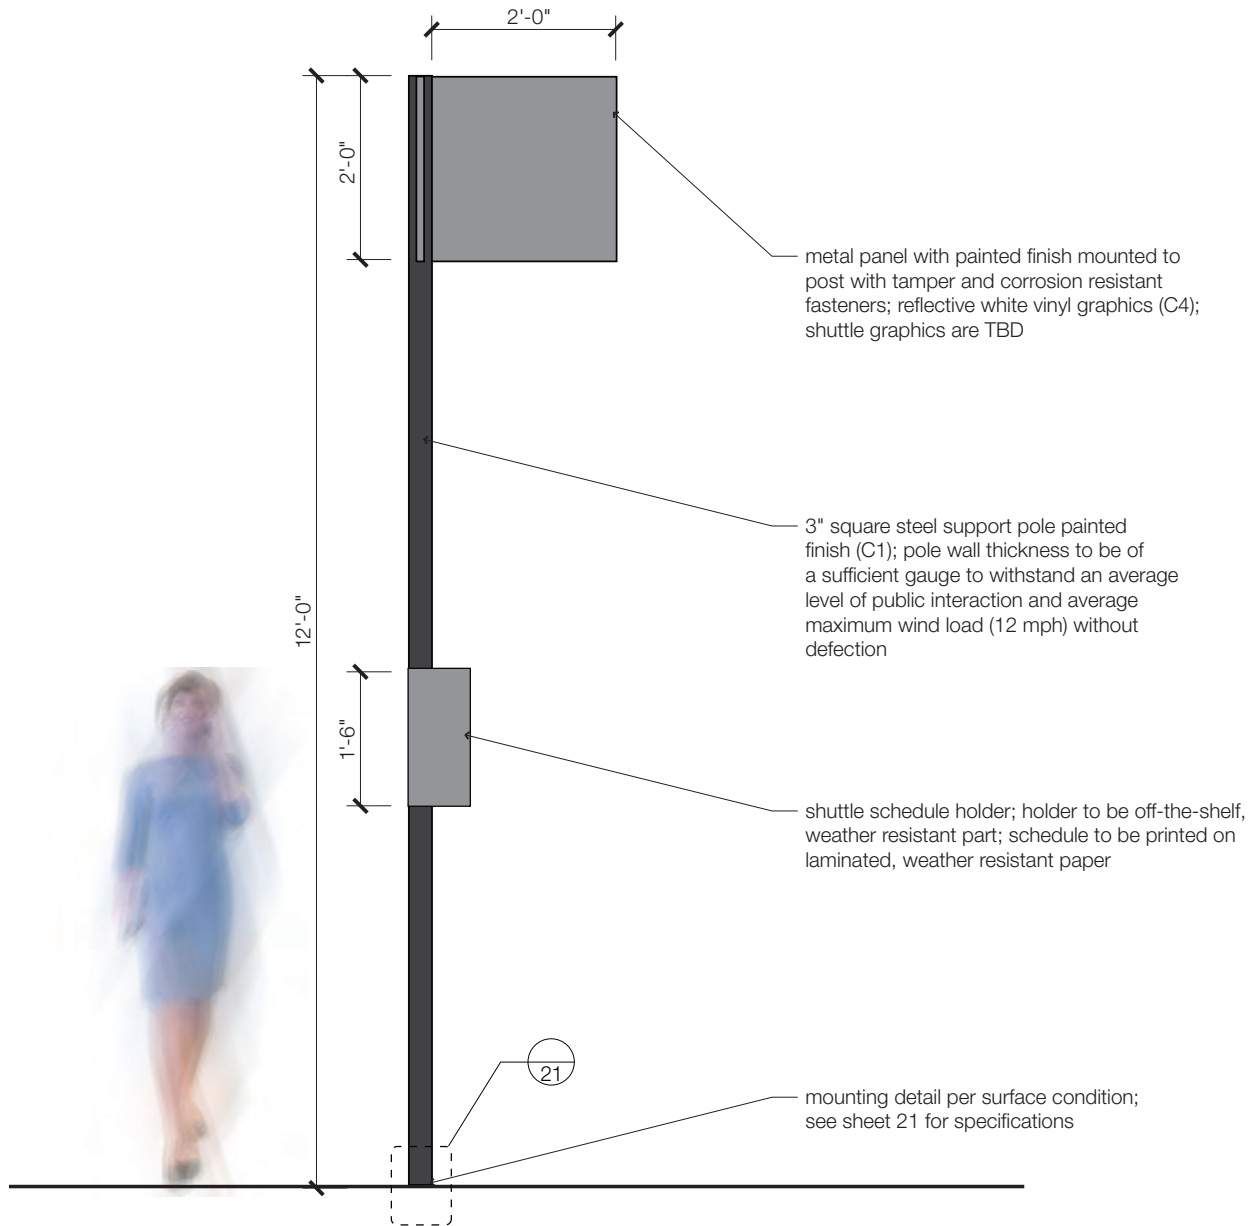 2'-0"
2'-0"
metal panel with painted finish mounted to
post with tamper and corrosion resistant
fasteners; reflective white vinyl graphics (C4);
shuttle graphics are TBD
3" square steel support pole painted
finish (C1); pole wall thickness to be of
a sufficient gauge to withstand an average
level of public interaction and average
maximum wind load (12 mph) without
defection
12'-0"
1'-6"
shuttle schedule holder; holder to be off-the-shelf,
weather resistant part; schedule to be printed on
laminated, weather resistant paper
21
mounting detail per surface condition;
see sheet 21 for specifications